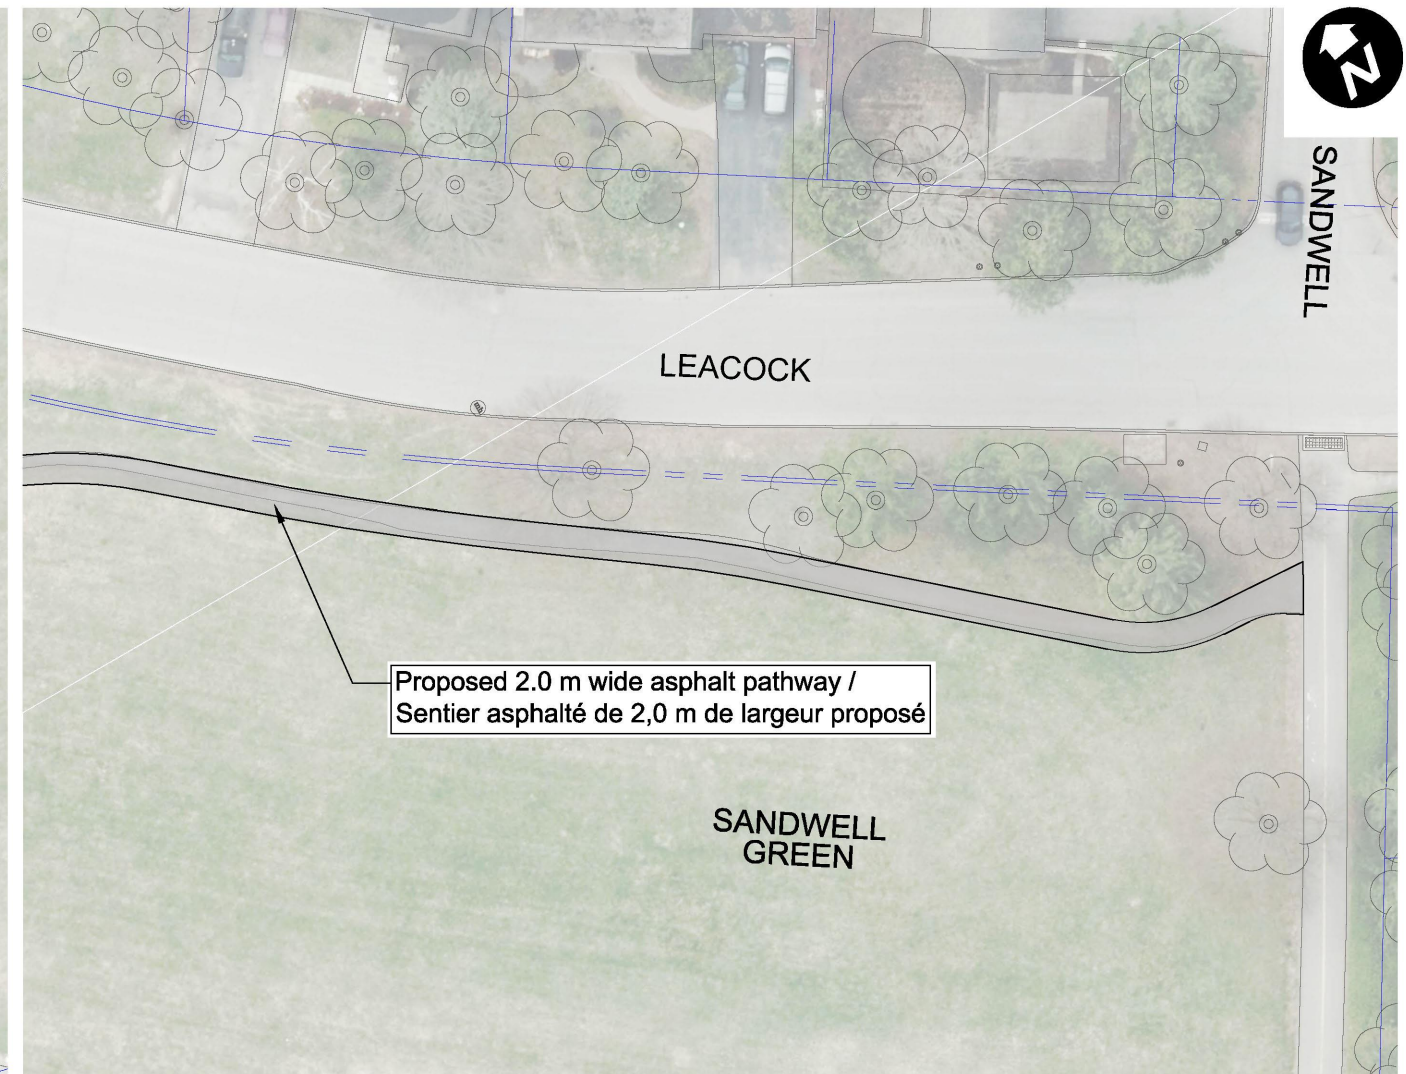 N
SANDWELL
LEACOCK
Proposed 2.0 m wide asphalt pathway /
Sentier asphalté de 2,0 m de largeur proposé
SANDWELL
GREEN